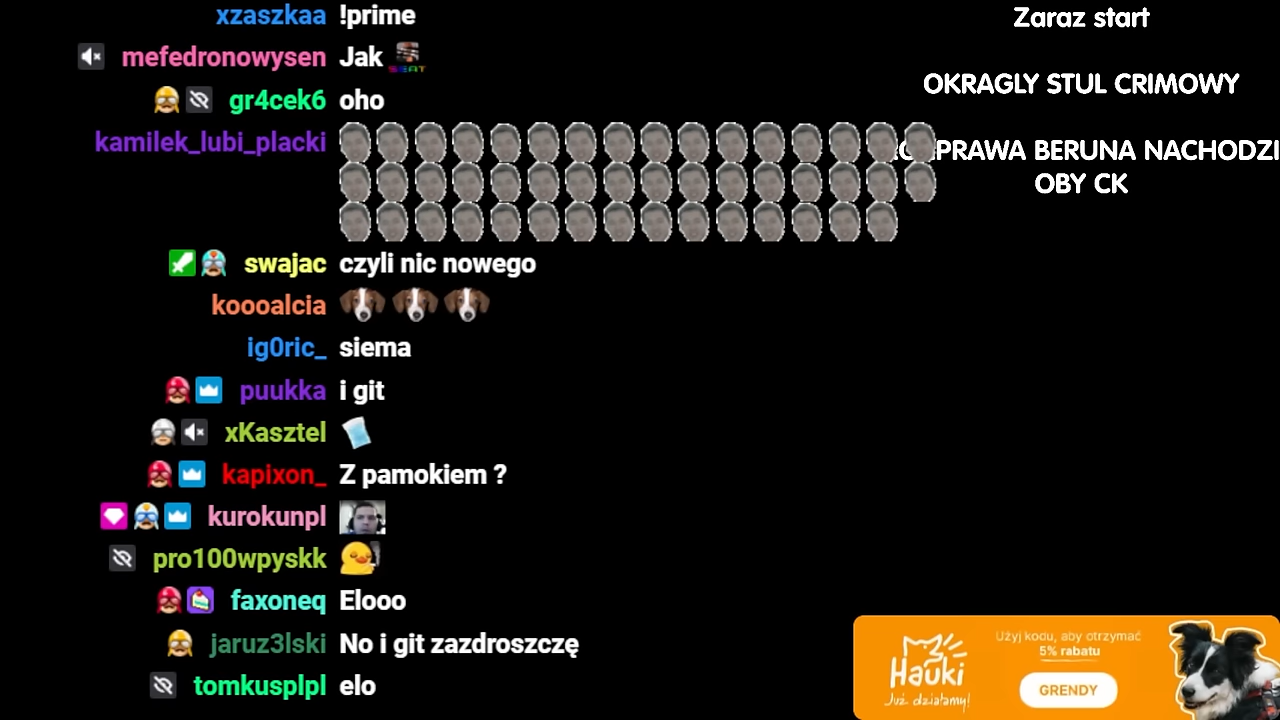 xzaszkaa !prime
mefedronowysen Jak
gr4cek6 oho
kamilek_lubi_placki
swajac czyli nic nowego
koooalcia
ig0ric_ siema
puukka i git
xKasztel
kapixon_ Z pamokiem ?
kurokunpl
pro100wpyskk
faxoneq Elooo
jaruz3lski No i git zazdroszczę
tomkusplpl elo
Zaraz start
OKRAGLY STUL CRIMOWY
PRAWA BERUNA NACHODZI
OBY CK
Hauki
Już działamy!
Użyj kodu, aby otrzymać
5% rabatu
GRENDY